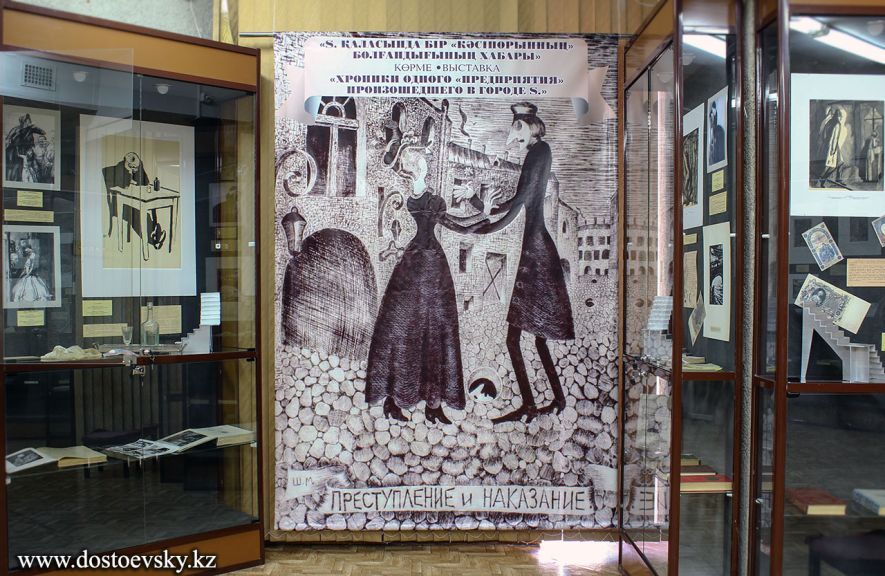 «S. ҚАЛАСЫНДА БІР «КӘСІПОРЫННЫҢ»
БОЛҒАНДЫҒЫНЫҢ ХАБАРЫ»
КӨРМЕ • ВЫСТАВКА
«ХРОНИКИ ОДНОГО «ПРЕДПРИЯТИЯ»
ПРОИЗОШЕДШЕГО В ГОРОДЕ S.»
Ш.М.
ПРЕСТУПЛЕНИЕ и НАКАЗАНИЕ
www.dostoevsky.kz